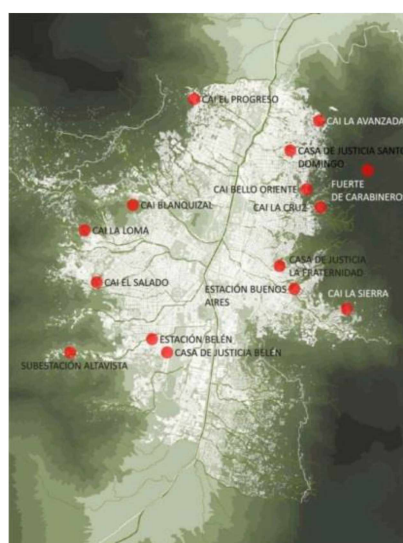 CAI EL PROGRESO
CAI LA AVANZADA
CASA DE JUSTICIA SANTO
DOMINGO
FUERTE
DE CARABINERO
CAI BELLO ORIENTE
CAI LA CRUZ
CAI BLANQUIZAL
CAI LA LOMA
CASA DE JUSTICIA
LA FRATERNIDAD
CAI EL SALADO
ESTACIÓN BUENOS
AIRES
CAI LA SIERRA
ESTACIÓN BELÉN
CASA DE JUSTICIA BELÉN
SUBESTACIÓN ALTAVISTA